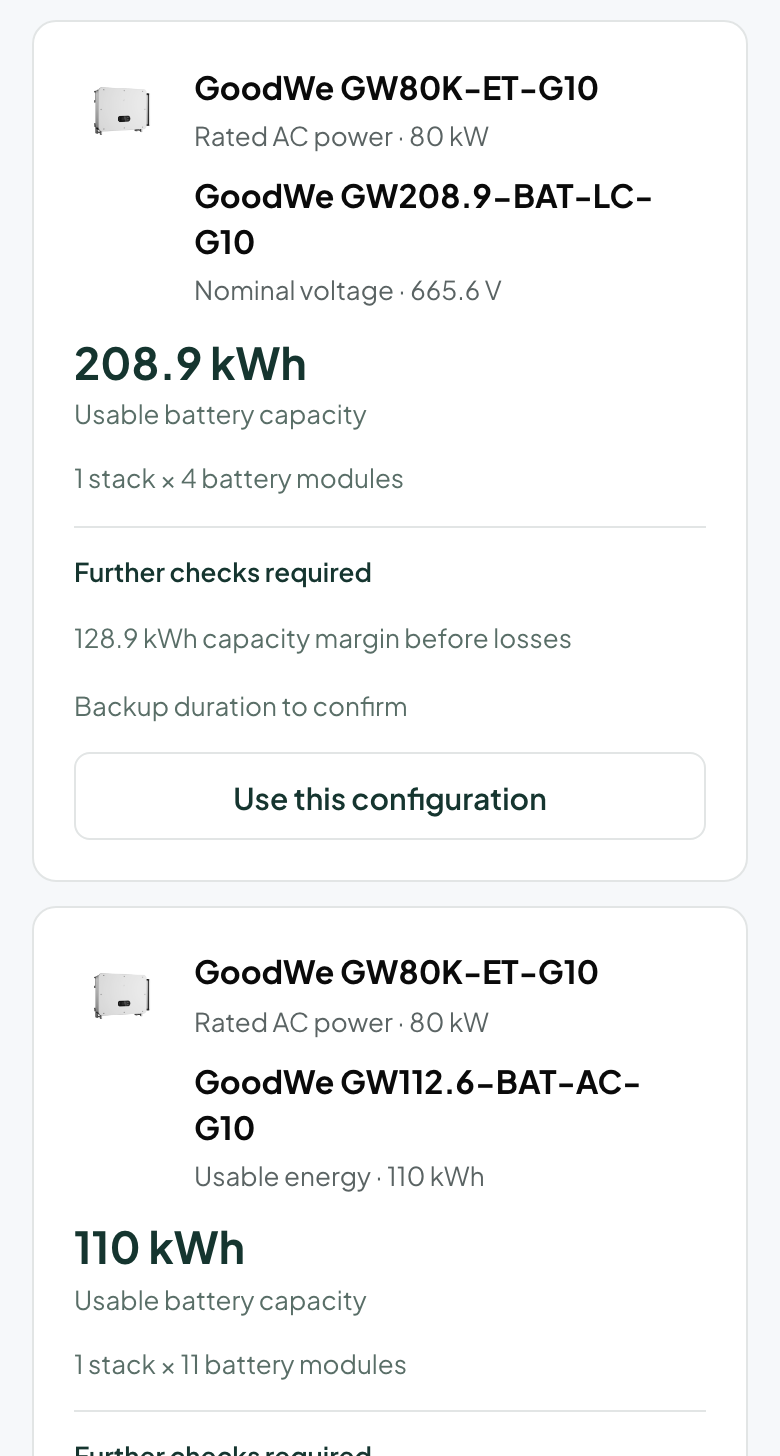 GoodWe GW80K-ET-G10
Rated AC power · 80 kW
GoodWe GW208.9-BAT-LC-
G10
Nominal voltage · 665.6 V
208.9 kWh
Usable battery capacity
1 stack × 4 battery modules
Further checks required
128.9 kWh capacity margin before losses
Backup duration to confirm
Use this configuration
GoodWe GW80K-ET-G10
Rated AC power · 80 kW
GoodWe GW112.6-BAT-AC-
G10
Usable energy · 110 kWh
110 kWh
Usable battery capacity
1 stack × 11 battery modules
Further checks required